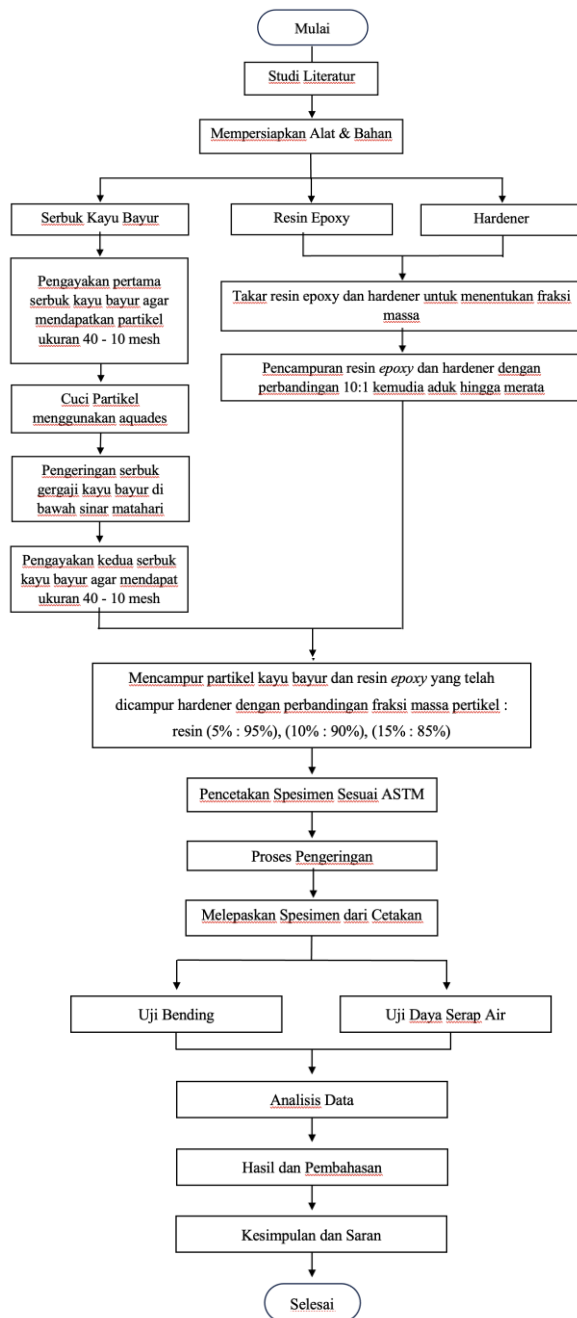 Mulai
Studi Literatur
Mempersiapkan Alat & Bahan
Serbuk Kayu Bayur
Resin Epoxy
Hardener
Pengayakan pertama
serbuk kayu bayur agar
mendapatkan partikel
ukuran 40 - 10 mesh
Takar resin epoxy dan hardener untuk menentukan fraksi
massa
Pencampuran resin epoxy dan hardener dengan
perbandingan 10:1 kemudia aduk hingga merata
Cuci Partikel
menggunakan aquades
Pengeringan serbuk
gergaji kayu bayur di
bawah sinar matahari
Pengayakan kedua serbuk
kayu bayur agar mendapat
ukuran 40 - 10 mesh
Mencampur partikel kayu bayur dan resin epoxy yang telah
dicampur hardener dengan perbandingan fraksi massa pertikel :
resin (5% : 95%), (10% : 90%), (15% : 85%)
Pencetakan Spesimen Sesuai ASTM
Proses Pengeringan
Melepaskan Spesimen dari Cetakan
Uji Bending
Uji Daya Serap Air
Analisis Data
Hasil dan Pembahasan
Kesimpulan dan Saran
Selesai